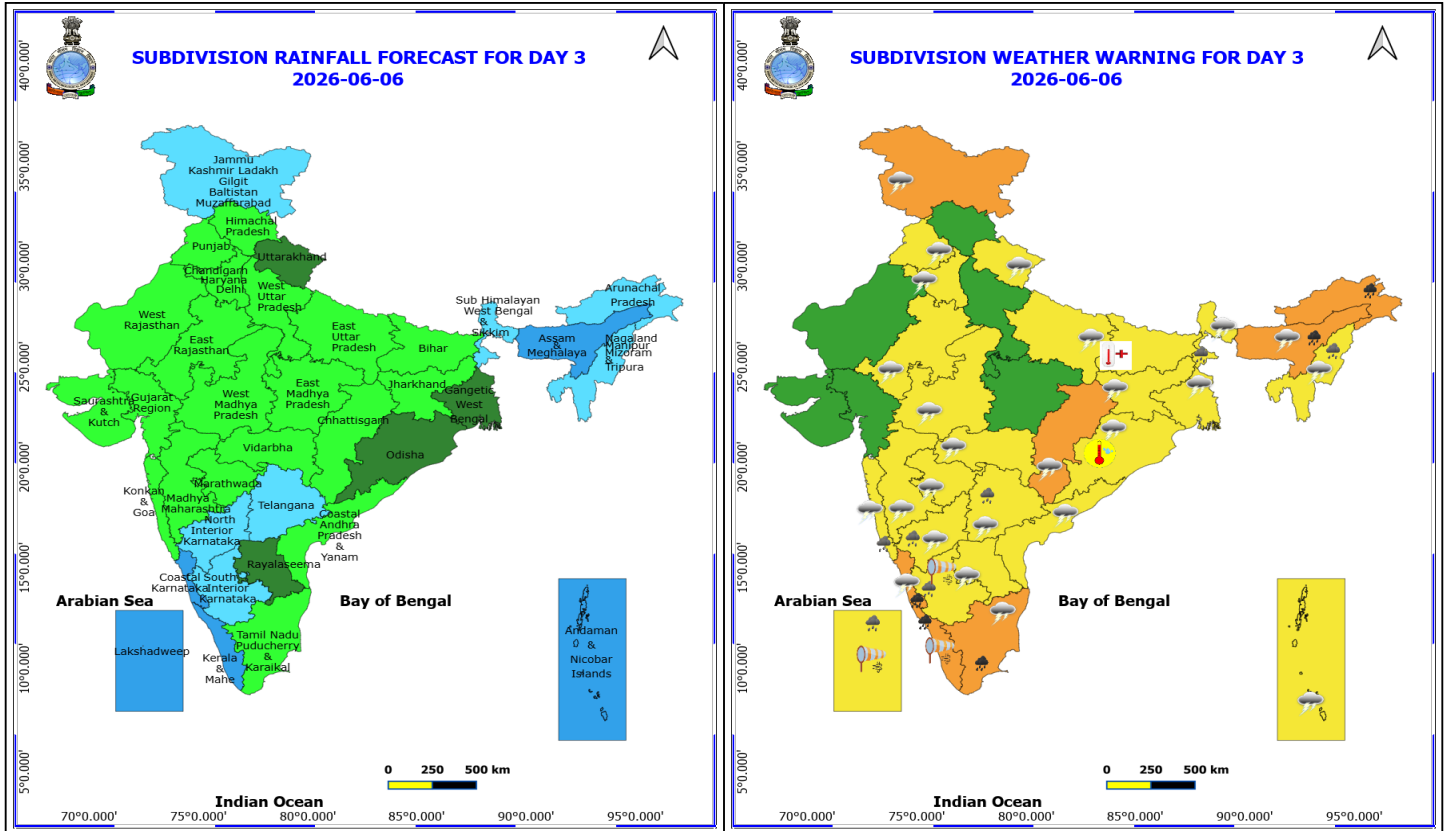 SUBDIVISION RAINFALL FORECAST FOR DAY 3
2026-06-06
40°0.000'
35°0.000'
30°0.000'
25°0.000'
20°0.000'
15°0.000'
10°0.000'
5°0.000'
Jammu
Kashmir Ladakh
Gilgit
Baltistan
Muzaffarabad
Himachal
Pradesh
Punjab
Uttarakhand
Chandigarh
Haryana
Delhi
West
Uttar
Pradesh
Arunachal
Pradesh
Sub Himalayan
West Bengal
&
Sikkim
West
Rajasthan
East
Rajasthan
East
Uttar
Pradesh
Bihar
Assam
&
Meghalaya
Nagaland
Manipur
Mizoram
&
Tripura
Saurashtra
&
Kutch
Gujarat
Region
West
Madhya
Pradesh
East
Madhya
Pradesh
Jharkhand
Gangetic
West
Bengal
Chhattisgarh
Vidarbha
Odisha
Konkan
&
Goa
Madhya
Maharashtra
Marathwada
Telangana
North
Interior
Karnataka
Coastal
Andhra
Pradesh
&
Yanam
Rayalaseema
Coastal
Karnataka
South
Interior
Karnataka
Arabian Sea
Bay of Bengal
Lakshadweep
Kerala
&
Mahe
Tamil Nadu
Puducherry
&
Karaikal
Andaman
&
Nicobar
Islands
0 250 500 km
Indian Ocean
70°0.000' 75°0.000' 80°0.000' 85°0.000' 90°0.000' 95°0.000'
SUBDIVISION WEATHER WARNING FOR DAY 3
2026-06-06
40°0.000'
35°0.000'
30°0.000'
25°0.000'
20°0.000'
15°0.000'
10°0.000'
5°0.000'
Arabian Sea
Bay of Bengal
0 250 500 km
Indian Ocean
70°0.000' 75°0.000' 80°0.000' 85°0.000' 90°0.000' 95°0.000'